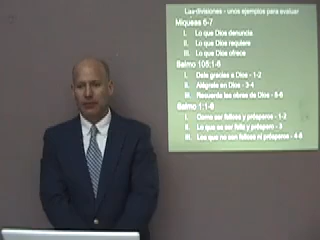 Las divisiones - unos ejemplos para evaluar
Miqueas 6-7
I. Lo que Dios denuncia
II. Lo que Dios requiere
III. Lo que Dios ofrece
Salmo 105:1-6
I. Dale gracias a Dios - 1-2
II. Alégrate en Dios - 3-4
III. Recuerda las obras de Dios - 5-6
Salmo 1:1-6
I. Como ser felices y prósperos - 1-2
II. Lo que es ser feliz y próspero - 3
III. Los que no son felices ni prósperos - 4-6